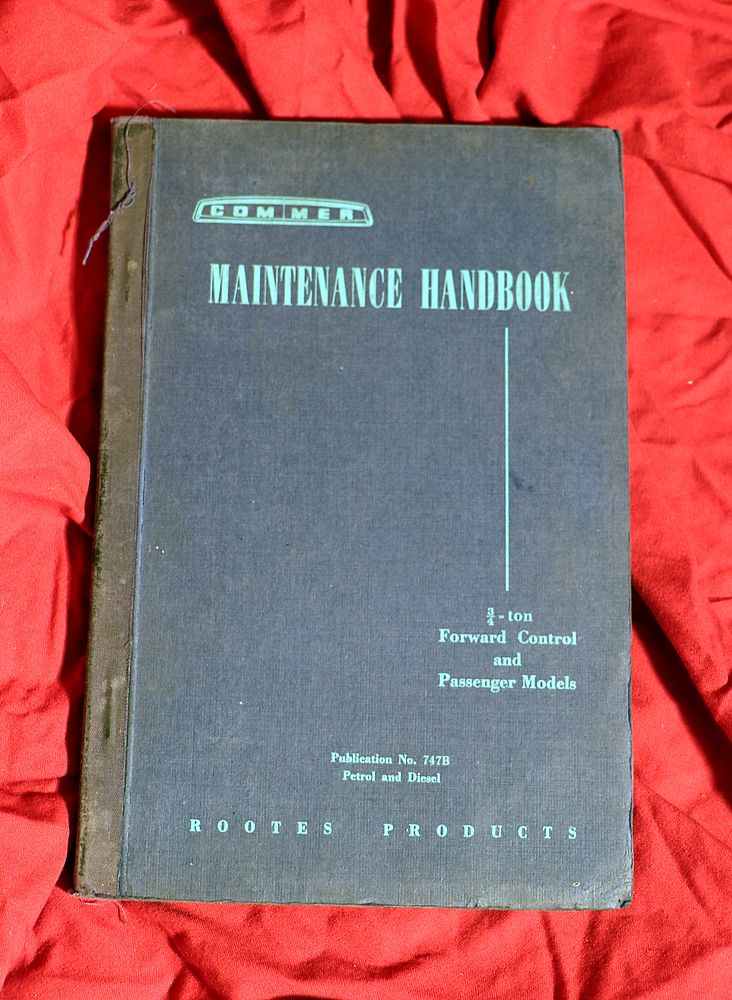 COMMER
MAINTENANCE HANDBOOK
¾-ton
Forward Control
and
Passenger Models
Publication No. 747B
Petrol and Diesel
ROOTES PRODUCTS